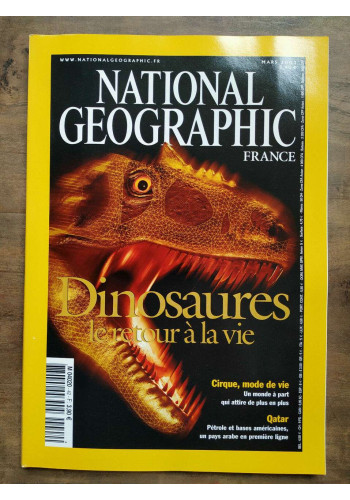 WWW.NATIONALGEOGRAPHIC.FR
MARS
NATIONAL
GEOGRAPHIC
FRANCE
Dinosaures
le retour à la vie
Cirque, mode de vie
Un monde à part
qui attire de plus en plus
Qatar
Pétrole et bases américaines,
un pays arabe en première ligne